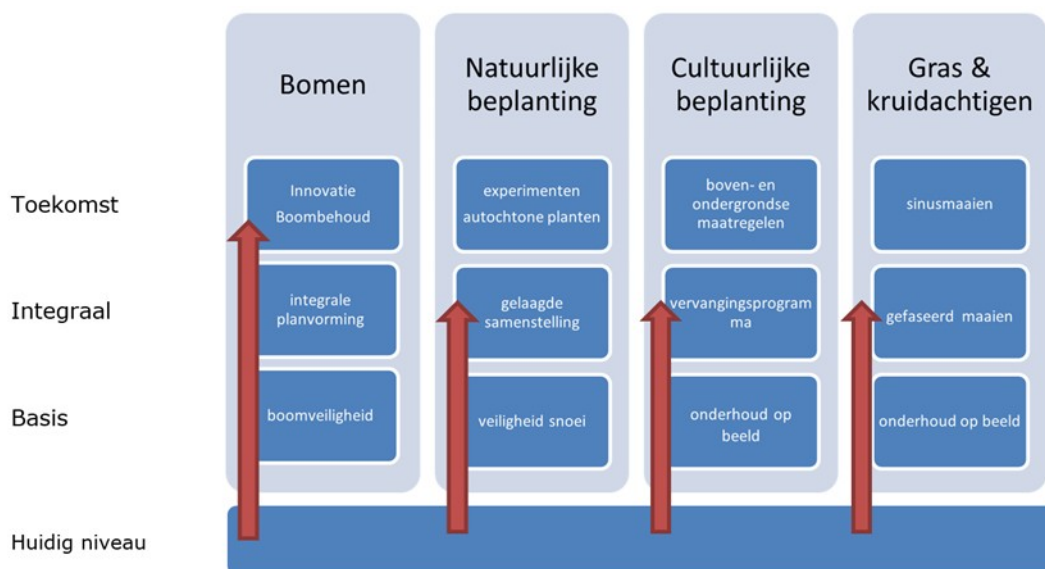 Bomen
Natuurlijke
beplanting
Cultuurlijke
beplanting
Gras &
kruidachtigen
Toekomst
Innovatie
Boombehoud
experimenten
autochtone planten
boven- en
ondergrondse
maatregelen
sinusmaaien
Integraal
integrale
planvorming
gelaagde
samenstelling
vervangingsprogram
ma
gefaseerd maaien
Basis
boomveiligheid
veiligheid snoei
onderhoud op
beeld
onderhoud op beeld
Huidig niveau